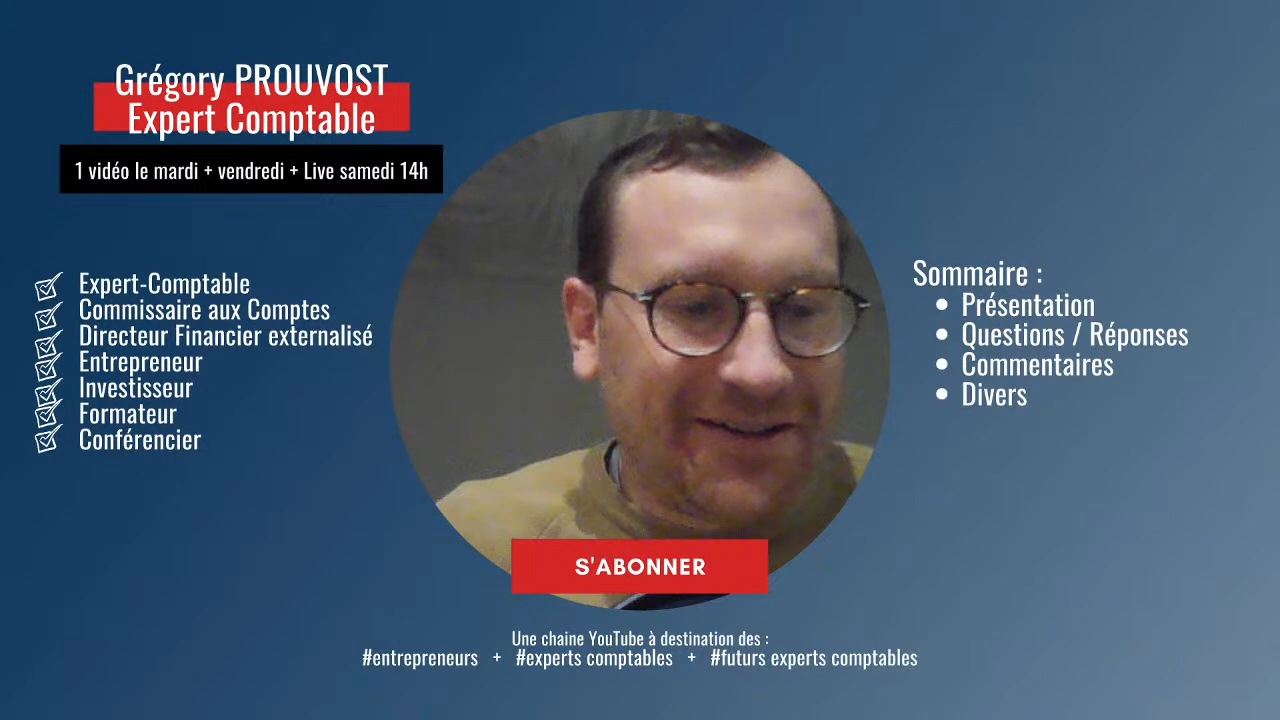 Grégory PROUVOST
Expert Comptable
1 vidéo le mardi + vendredi + Live samedi 14h
Expert-Comptable
Commissaire aux Comptes
Directeur Financier externalisé
Entrepreneur
Investisseur
Formateur
Conférencier
Sommaire :
Présentation
Questions / Réponses
Commentaires
Divers
S'ABONNER
Une chaine YouTube à destination des :
#entrepreneurs + #experts comptables + #futurs experts comptables